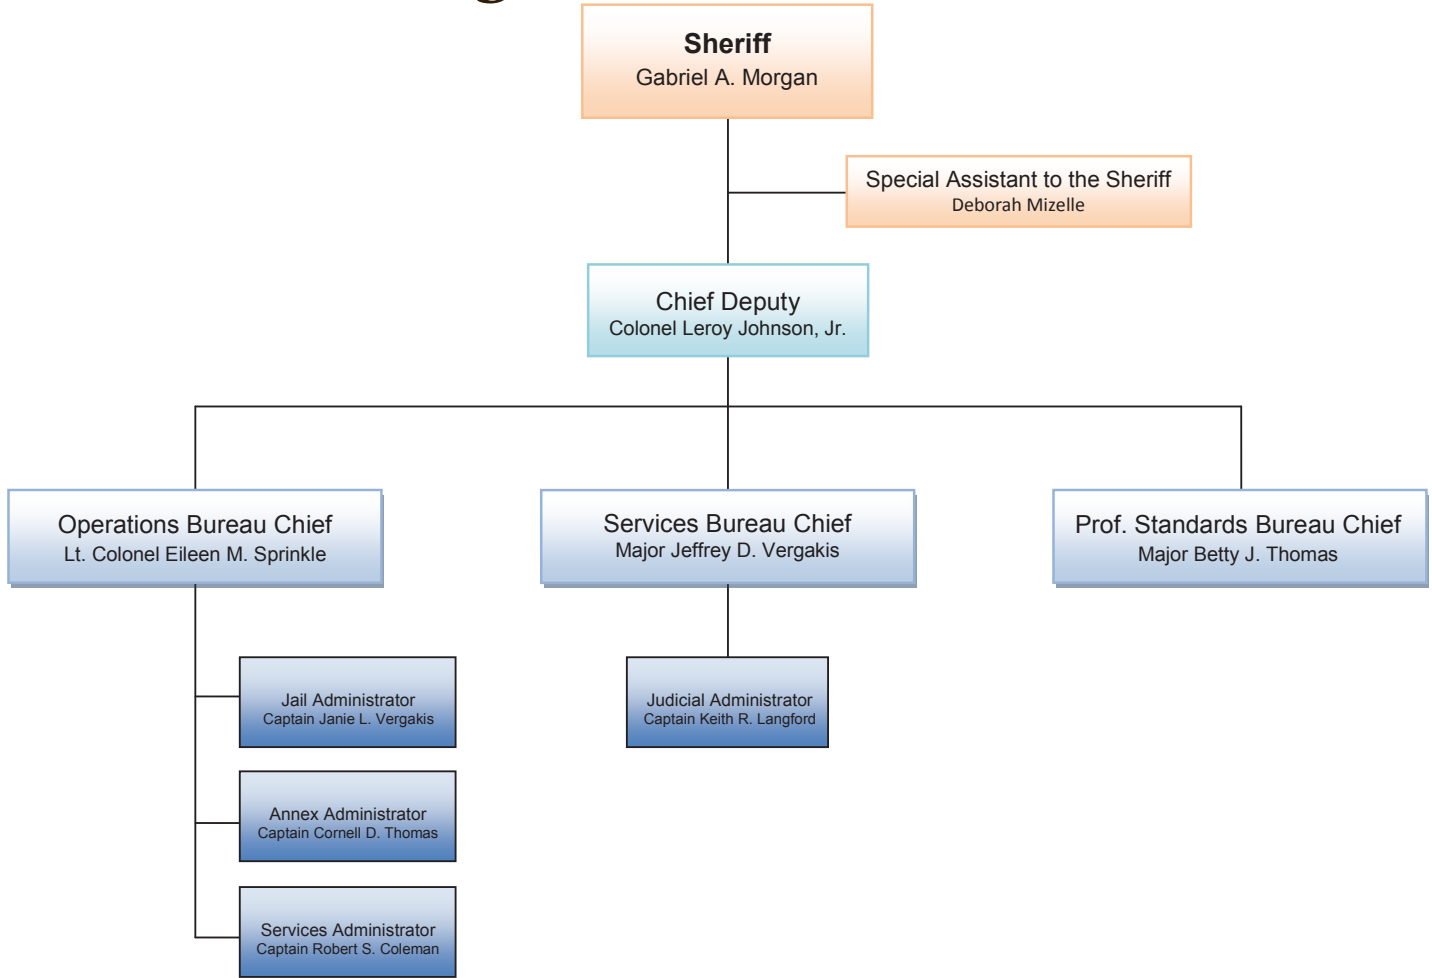 Sheriff
Gabriel A. Morgan
Special Assistant to the Sheriff
Deborah Mizelle
Chief Deputy
Colonel Leroy Johnson, Jr.
Operations Bureau Chief
Lt. Colonel Eileen M. Sprinkle
Services Bureau Chief
Major Jeffrey D. Vergakis
Prof. Standards Bureau Chief
Major Betty J. Thomas
Jail Administrator
Captain Janie L. Vergakis
Judicial Administrator
Captain Keith R. Langford
Annex Administrator
Captain Cornell D. Thomas
Services Administrator
Captain Robert S. Coleman